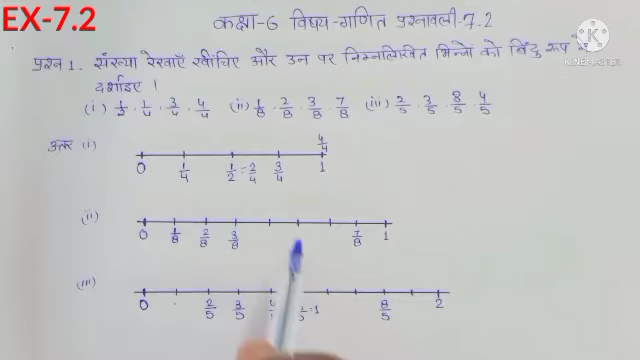 EX-7.2
कक्षा-6 विषय-गणित प्रश्नावली-7.2
KINEMASTER
प्रश्न 1. संख्या रेखाएँ खींचिए और उन पर निम्नलिखित भिन्नों को बिंदु रूप में
दर्शाइए।
(i) 1/2 . 1/4 . 3/4 . 4/4 (ii) 1/8 . 2/8 . 3/8 . 7/8 (iii) 2/5 . 3/5 . 8/5 . 4/5
उत्तर (i)
4/4
0 1/4 1/2 = 2/4 3/4 1
(ii)
0 1/8 2/8 3/8 7/8 1
(iii)
0 2/5 3/5 =1 8/5 2